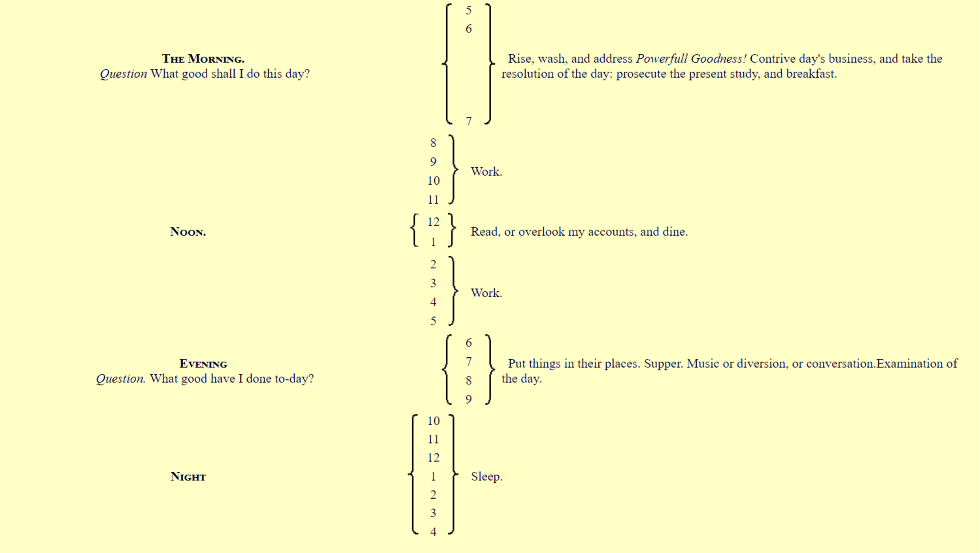 5
6
THE MORNING.
Question What good shall I do this day?
Rise, wash, and address Powerfull Goodness! Contrive day's business, and take the
resolution of the day: prosecute the present study, and breakfast.
7
8
9
10
11
Work.
NOON.
12
1
Read, or overlook my accounts, and dine.
2
3
4
5
Work.
EVENING
Question. What good have I done to-day?
6
7
8
9
Put things in their places. Supper. Music or diversion, or conversation.Examination of
the day.
NIGHT
10
11
12
1
2
3
4
Sleep.